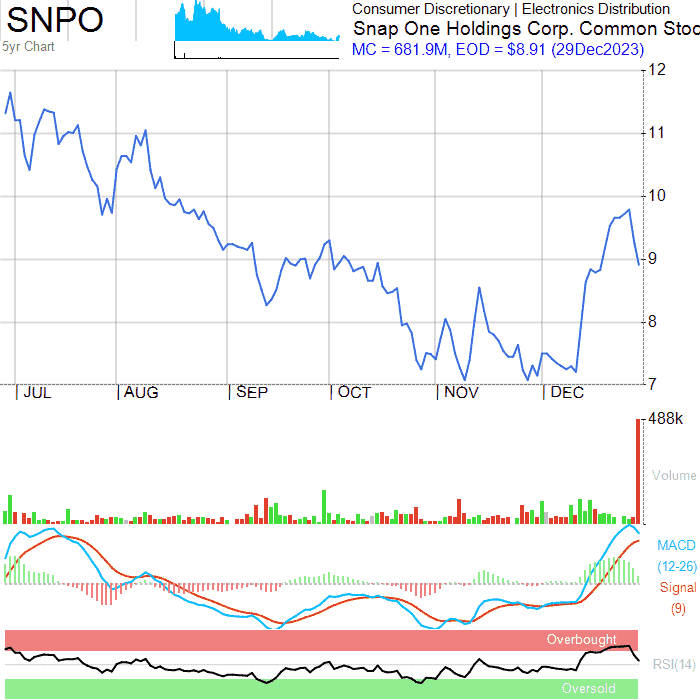 SNPO
5yr Chart
Consumer Discretionary | Electronics Distribution
Snap One Holdings Corp. Common Stoc
MC = 681.9M, EOD = $8.91 (29Dec2023)
12
11
10
9
8
7
JUL AUG SEP OCT NOV DEC
488k
Volume
MACD
(12-26)
Signal
(9)
Overbought
RSI(14)
Oversold